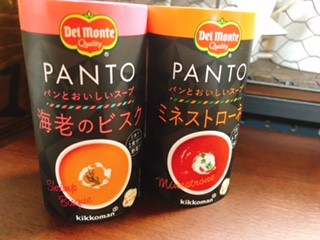 Del Monte
Quality
PANTO
パンとおいしいスープ
海老のビスク
Shrimp
Bisque
kikkoman
Del Monte
Quality
PANTO
パンとおいしいスープ
ミネストローネ
Minestrone
kikkoman